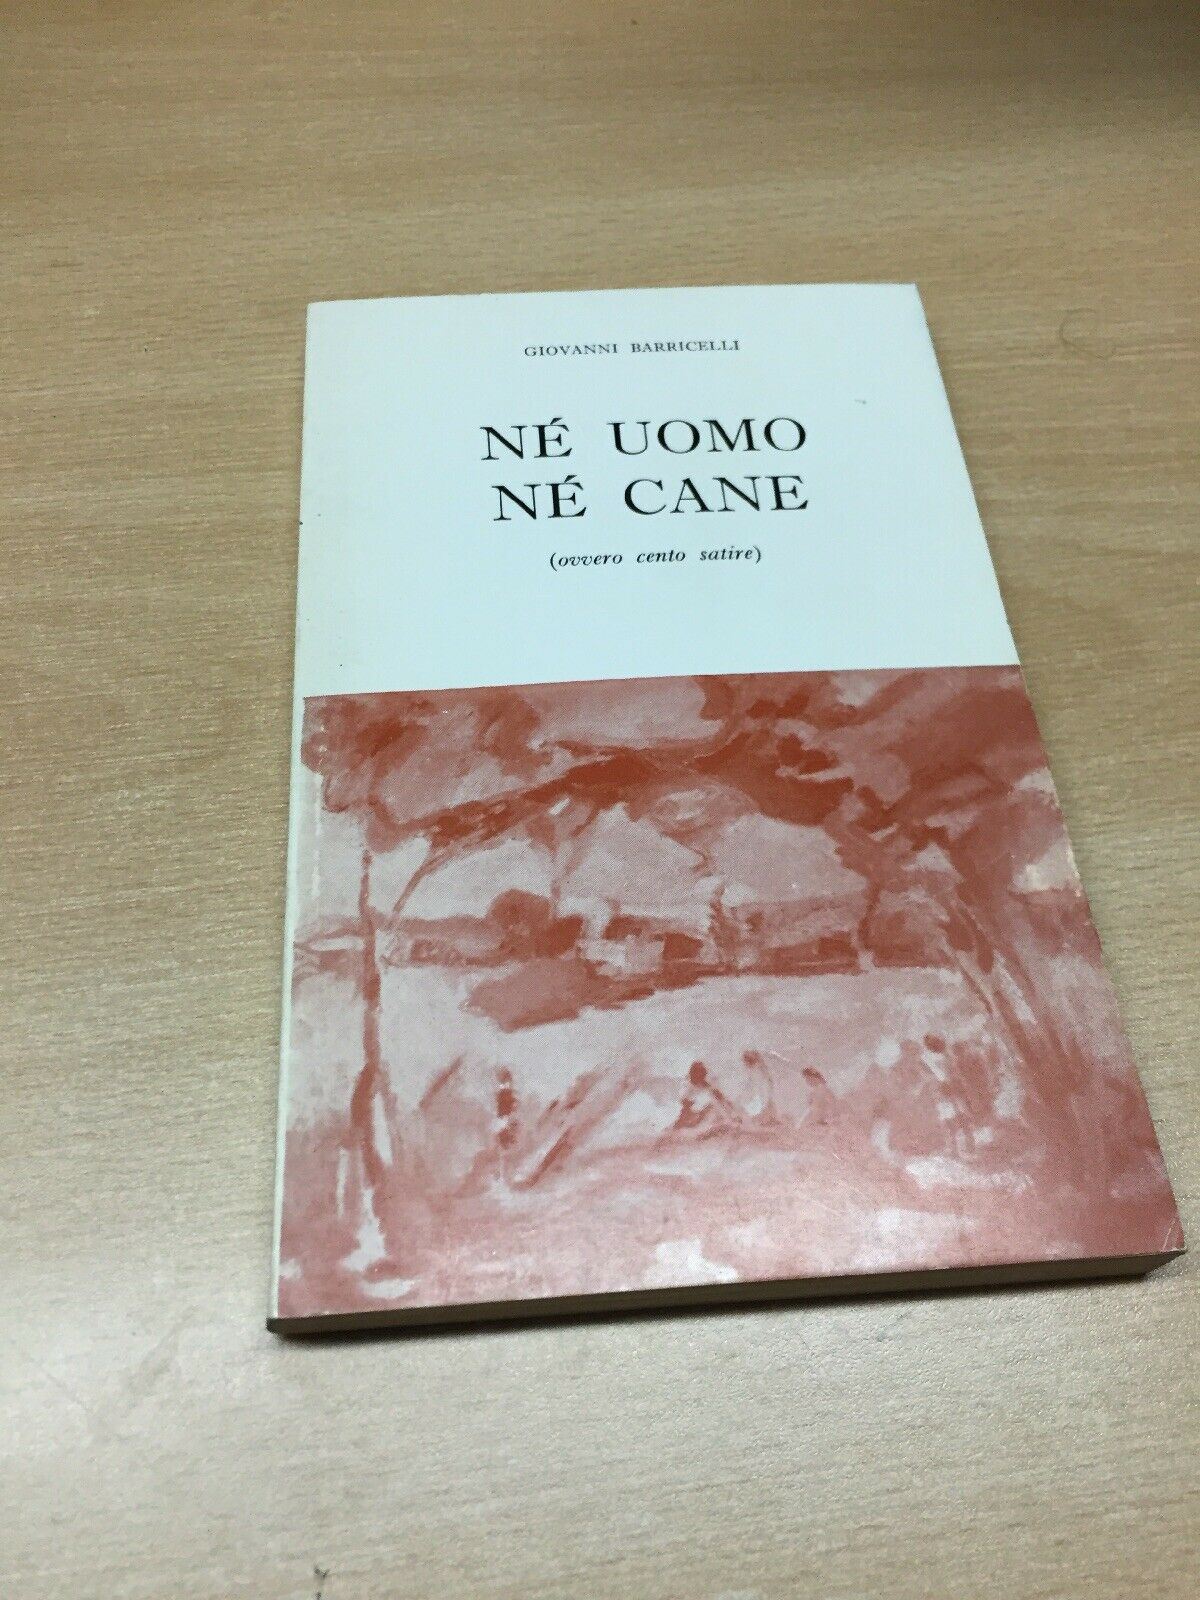 GIOVANNI BARRICELLI
NÉ UOMO
NÉ CANE
(ovvero cento satire)